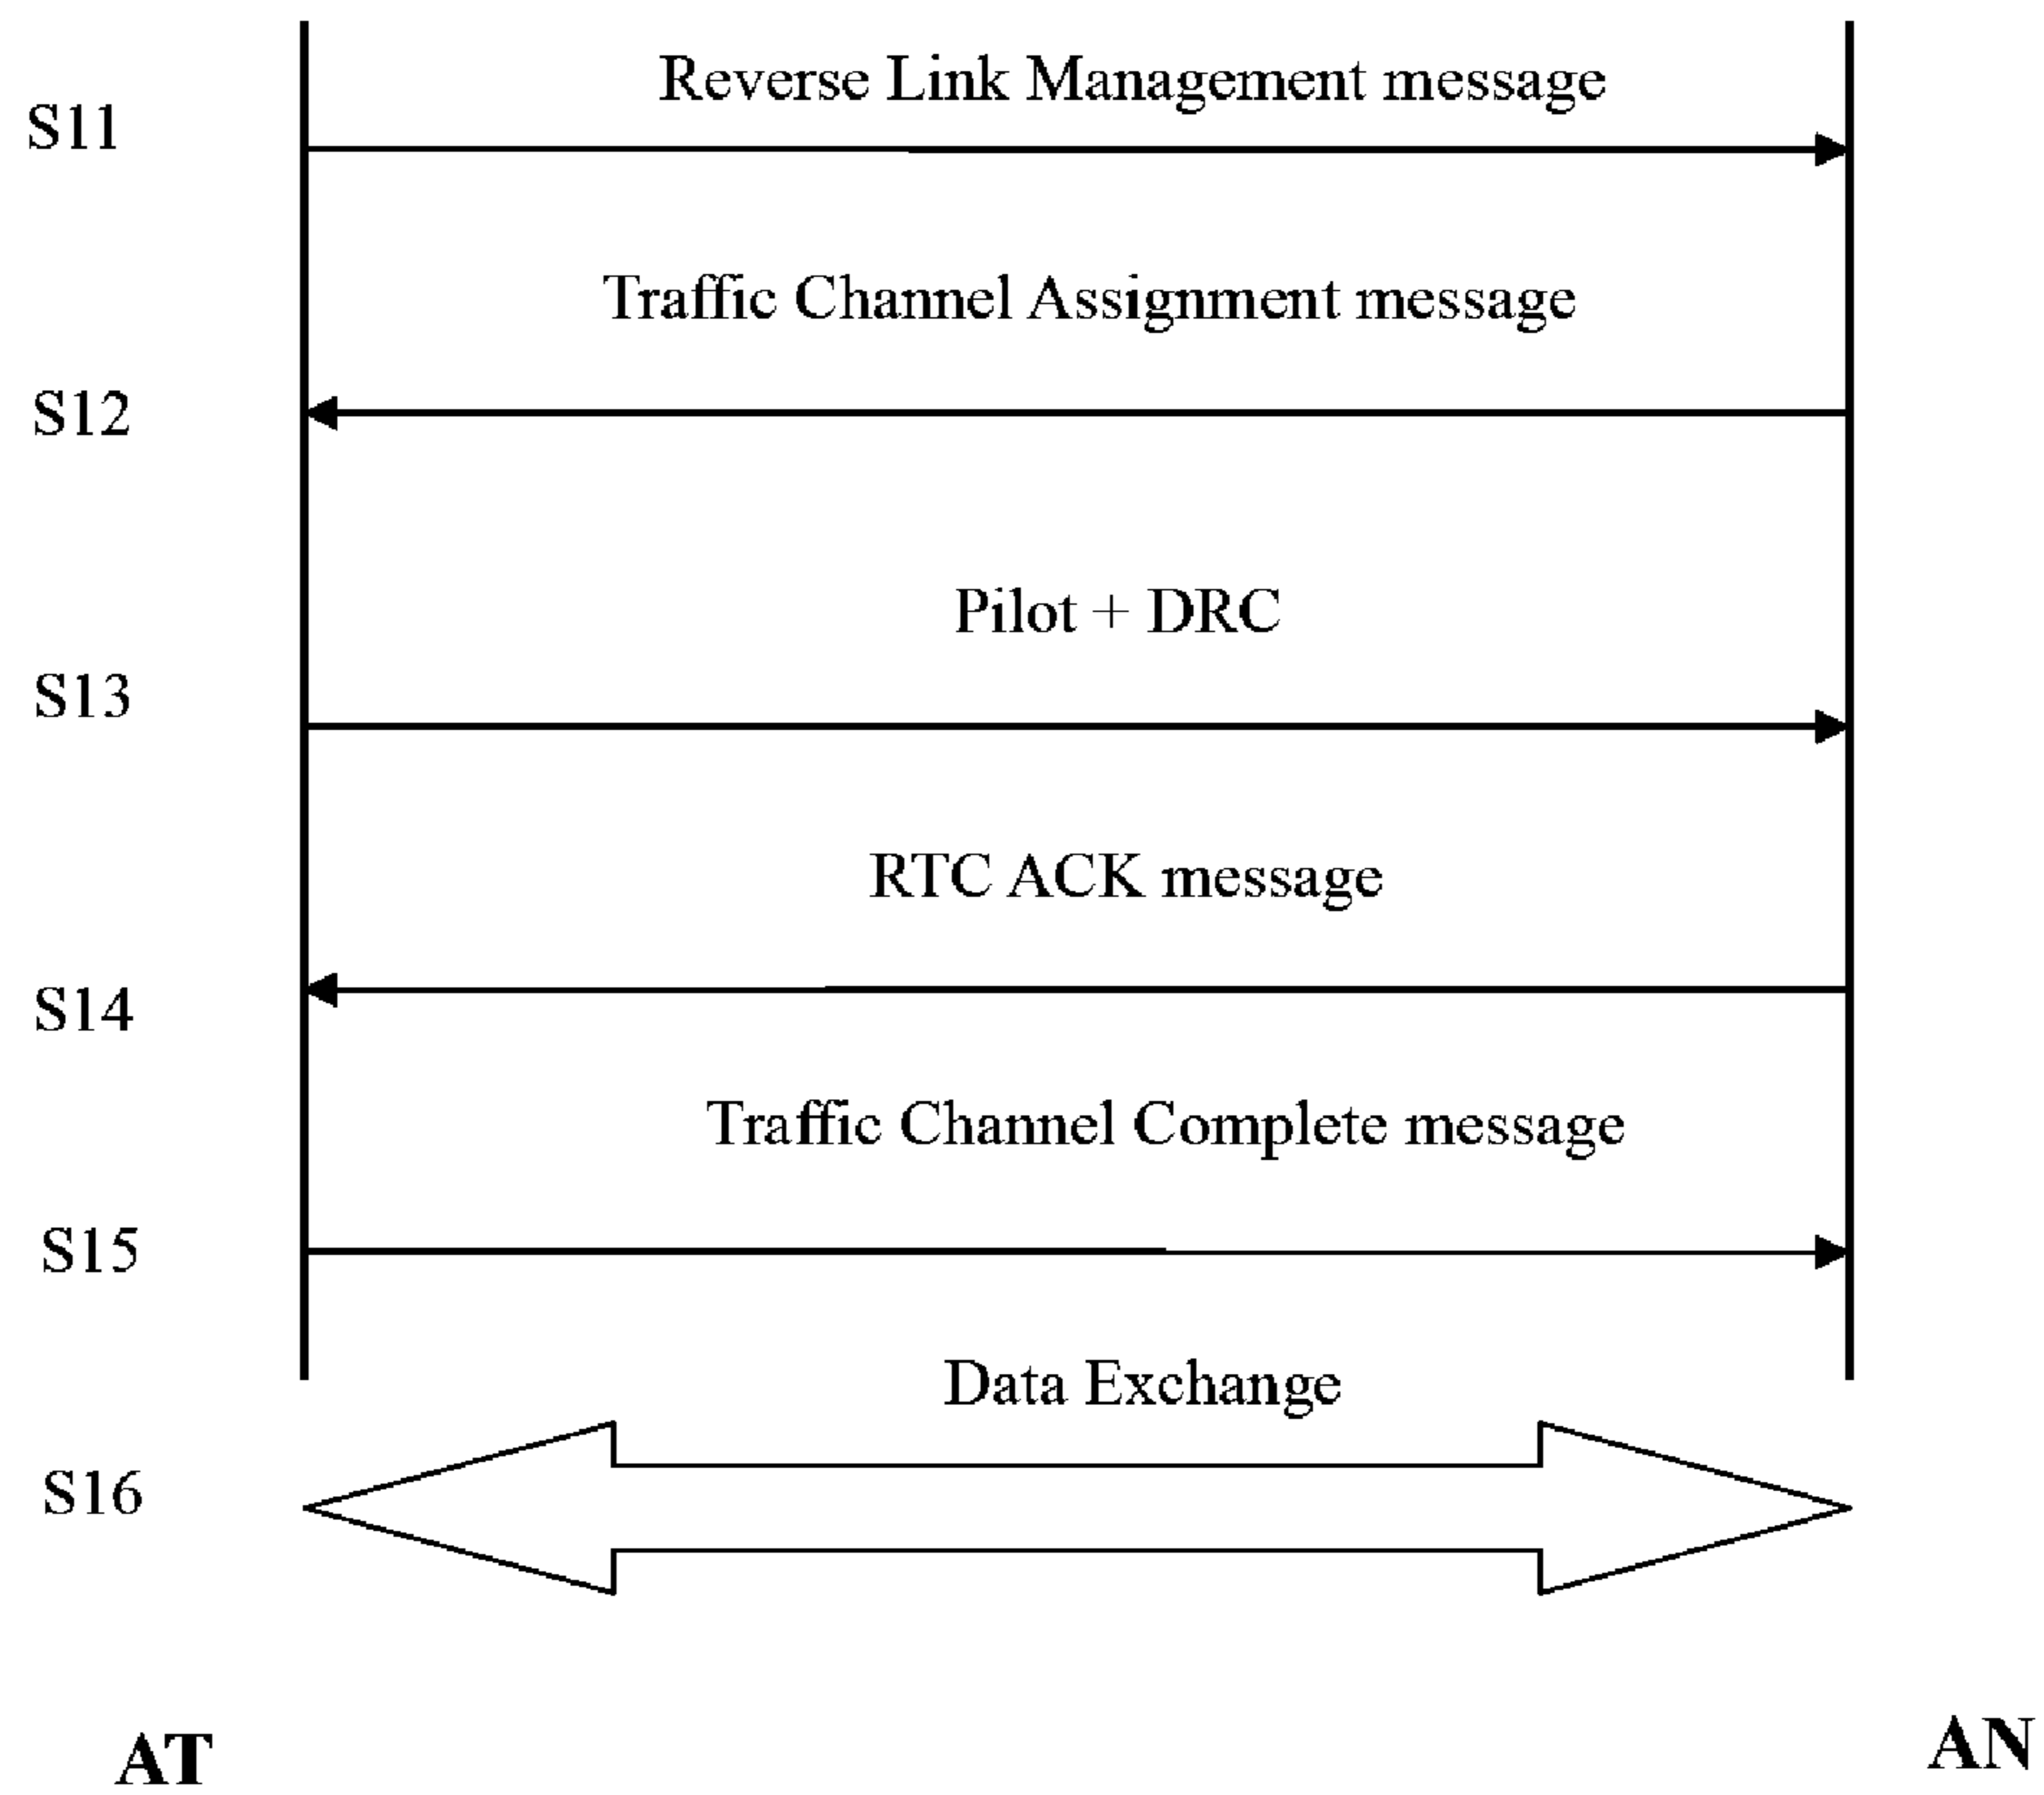 Reverse Link Management message
S11
Traffic Channel Assignment message
S12
Pilot + DRC
S13
RTC ACK message
S14
Traffic Channel Complete message
S15
Data Exchange
S16
AT
AN